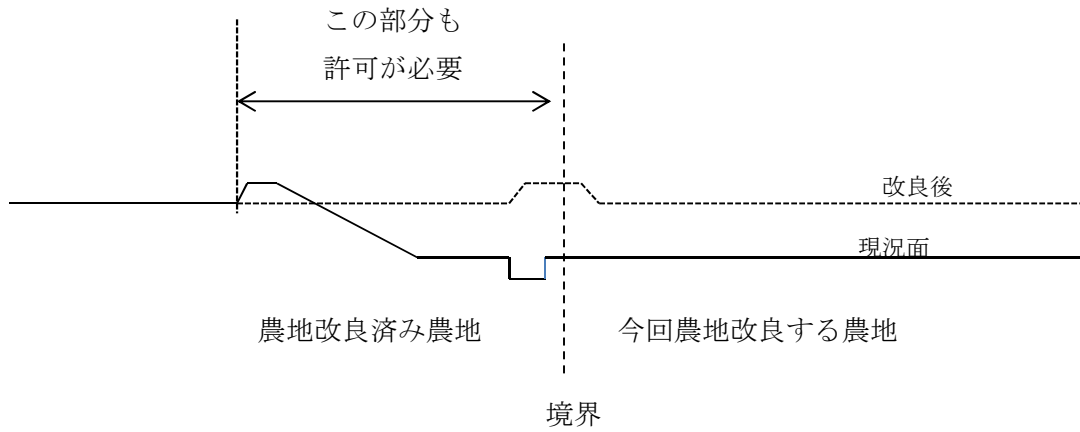 この部分も
許可が必要
改良後
現況面
農地改良済み農地
今回農地改良する農地
境界